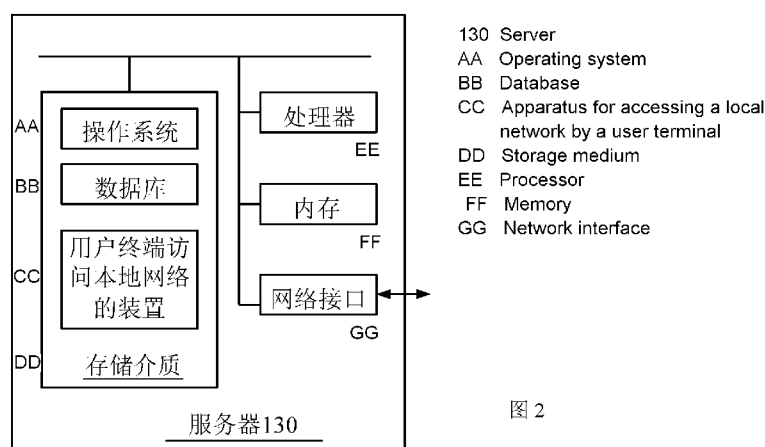 AA
操作系统
BB
数据库
CC
用户终端访
问本地网络
的装置
DD
存储介质
处理器
EE
内存
FF
网络接口
GG
服务器130
130 Server
AA Operating system
BB Database
CC Apparatus for accessing a local
network by a user terminal
DD Storage medium
EE Processor
FF Memory
GG Network interface
图 2